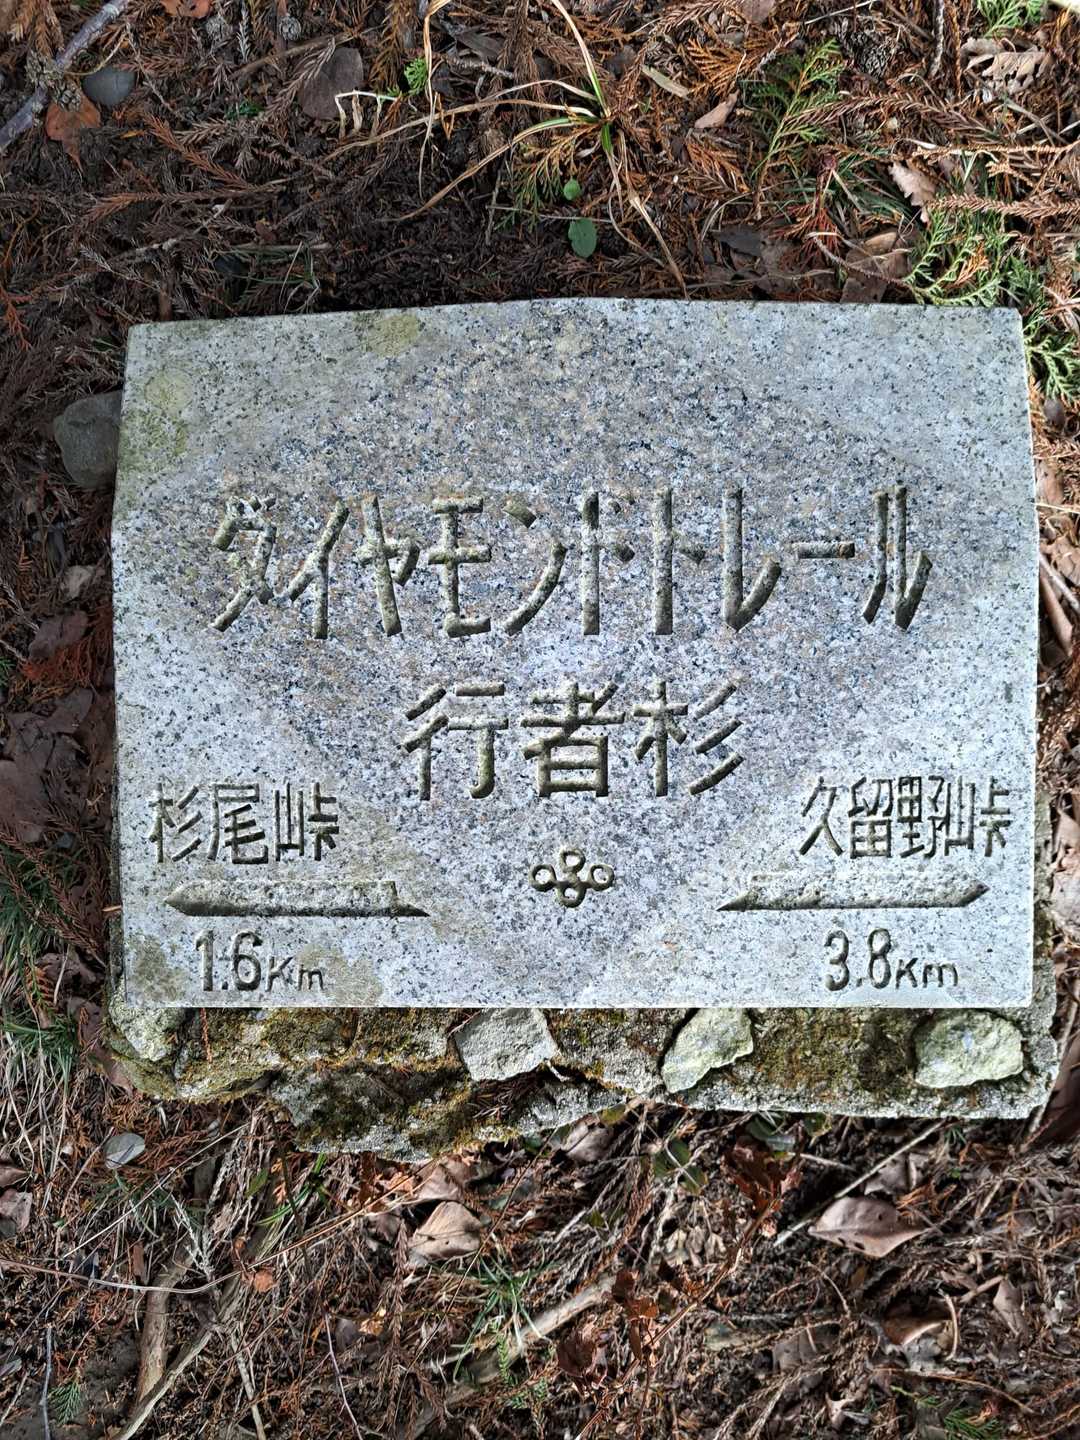 ダイヤモンドトレール
行者杉
杉尾峠
1.6Km
久留野峠
3.8Km